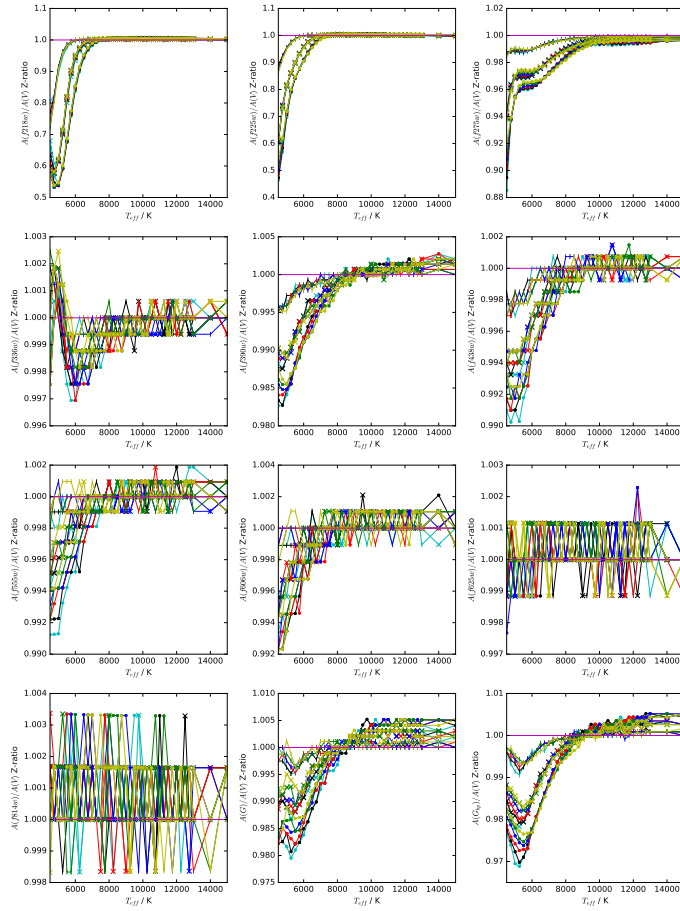 A(f218w)/A(V) Z-ratio
1.1
1.0
0.9
0.8
0.7
0.6
0.5
6000 8000 10000 12000 14000
T_eff / K
A(f225w)/A(V) Z-ratio
1.1
1.0
0.9
0.8
0.7
0.6
0.5
0.4
6000 8000 10000 12000 14000
T_eff / K
A(f275w)/A(V) Z-ratio
1.02
1.00
0.98
0.96
0.94
0.92
0.90
0.88
6000 8000 10000 12000 14000
T_eff / K
A(f336w)/A(V) Z-ratio
1.003
1.002
1.001
1.000
0.999
0.998
0.997
0.996
6000 8000 10000 12000 14000
T_eff / K
A(f390w)/A(V) Z-ratio
1.005
1.000
0.995
0.990
0.985
0.980
6000 8000 10000 12000 14000
T_eff / K
A(f438w)/A(V) Z-ratio
1.002
1.000
0.998
0.996
0.994
0.992
0.990
6000 8000 10000 12000 14000
T_eff / K
A(f555w)/A(V) Z-ratio
1.002
1.000
0.998
0.996
0.994
0.992
0.990
6000 8000 10000 12000 14000
T_eff / K
A(f606w)/A(V) Z-ratio
1.004
1.002
1.000
0.998
0.996
0.994
0.992
6000 8000 10000 12000 14000
T_eff / K
A(f625w)/A(V) Z-ratio
1.003
1.002
1.001
1.000
0.999
0.998
0.997
6000 8000 10000 12000 14000
T_eff / K
A(f814w)/A(V) Z-ratio
1.004
1.003
1.002
1.001
1.000
0.999
0.998
6000 8000 10000 12000 14000
T_eff / K
A(G)/A(V) Z-ratio
1.010
1.005
1.000
0.995
0.990
0.985
0.980
0.975
6000 8000 10000 12000 14000
T_eff / K
A(G_bp)/A(V) Z-ratio
1.01
1.00
0.99
0.98
0.97
6000 8000 10000 12000 14000
T_eff / K